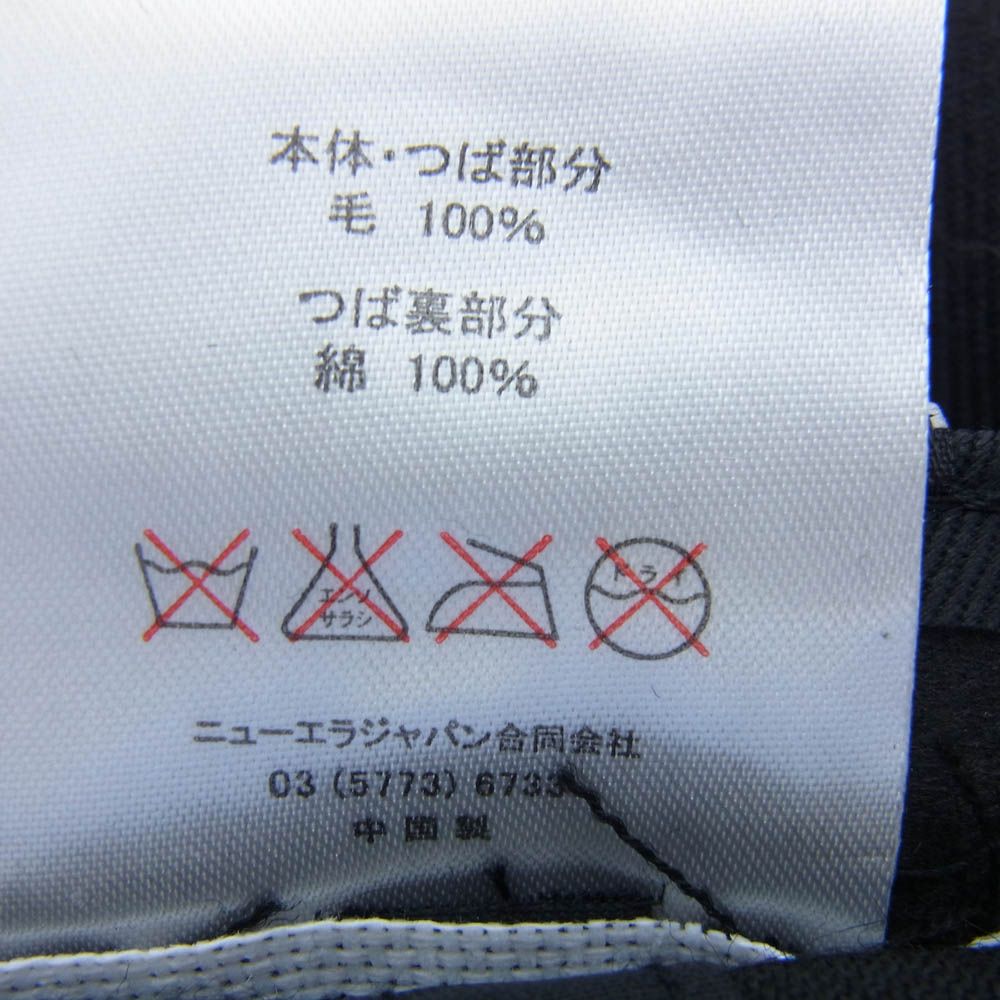 本体・つば部分
毛 100%
つば裏部分
綿 100%
エンソ
サラシ
ドライ
ニューエラジャパン合同会社
03 (5773) 6733
中国製